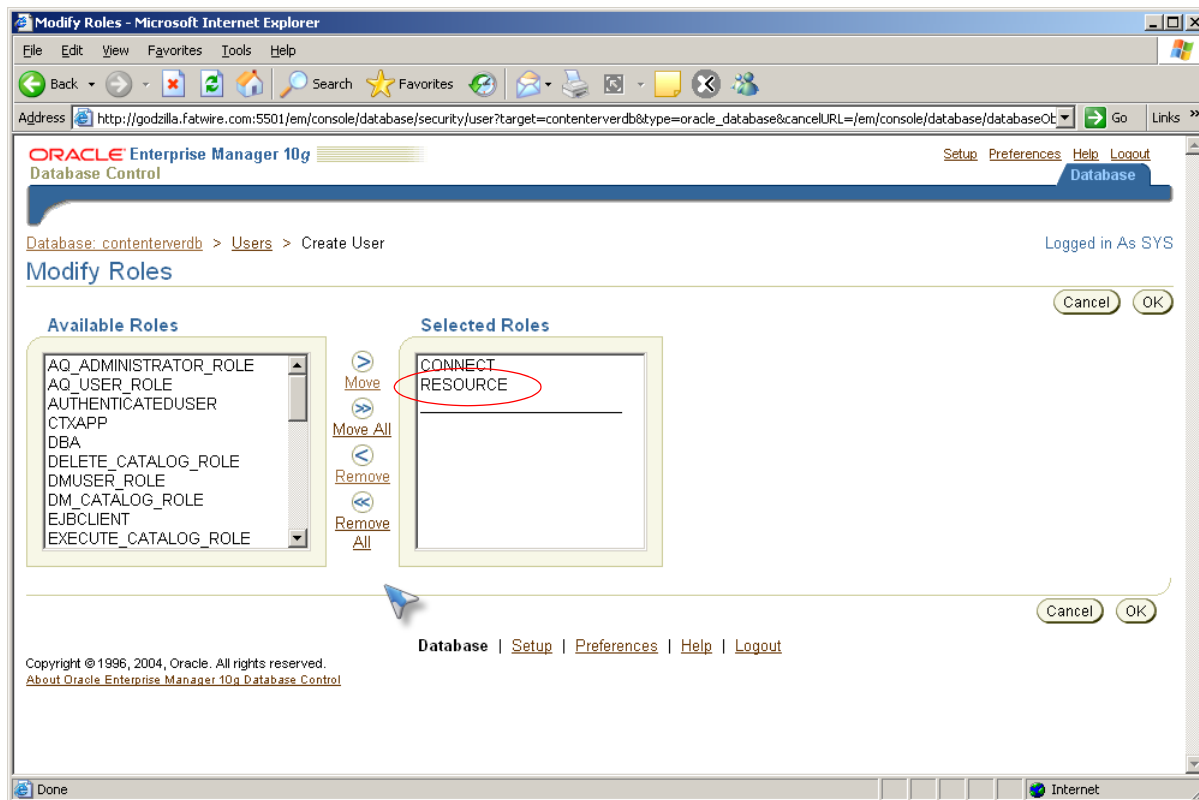 Modify Roles - Microsoft Internet Explorer
File Edit View Favorites Tools Help
Back Search Favorites
Address http://godzilla.fatwire.com:5501/em/console/database/security/user?target=contenterverdb&type=oracle_database&cancelURL=/em/console/database/databaseOb Go Links »
ORACLE Enterprise Manager 10g
Database Control
Setup Preferences Help Logout
Database
Database: contenterverdb > Users > Create User
Logged in As SYS
Modify Roles
Cancel OK
Available Roles
AQ_ADMINISTRATOR_ROLE
AQ_USER_ROLE
AUTHENTICATEDUSER
CTXAPP
DBA
DELETE_CATALOG_ROLE
DMUSER_ROLE
DM_CATALOG_ROLE
EJBCLIENT
EXECUTE_CATALOG_ROLE
Move
Move All
Remove
Remove
All
Selected Roles
CONNECT
RESOURCE
Cancel OK
Database | Setup | Preferences | Help | Logout
Copyright © 1996, 2004, Oracle. All rights reserved.
About Oracle Enterprise Manager 10g Database Control
Done
Internet